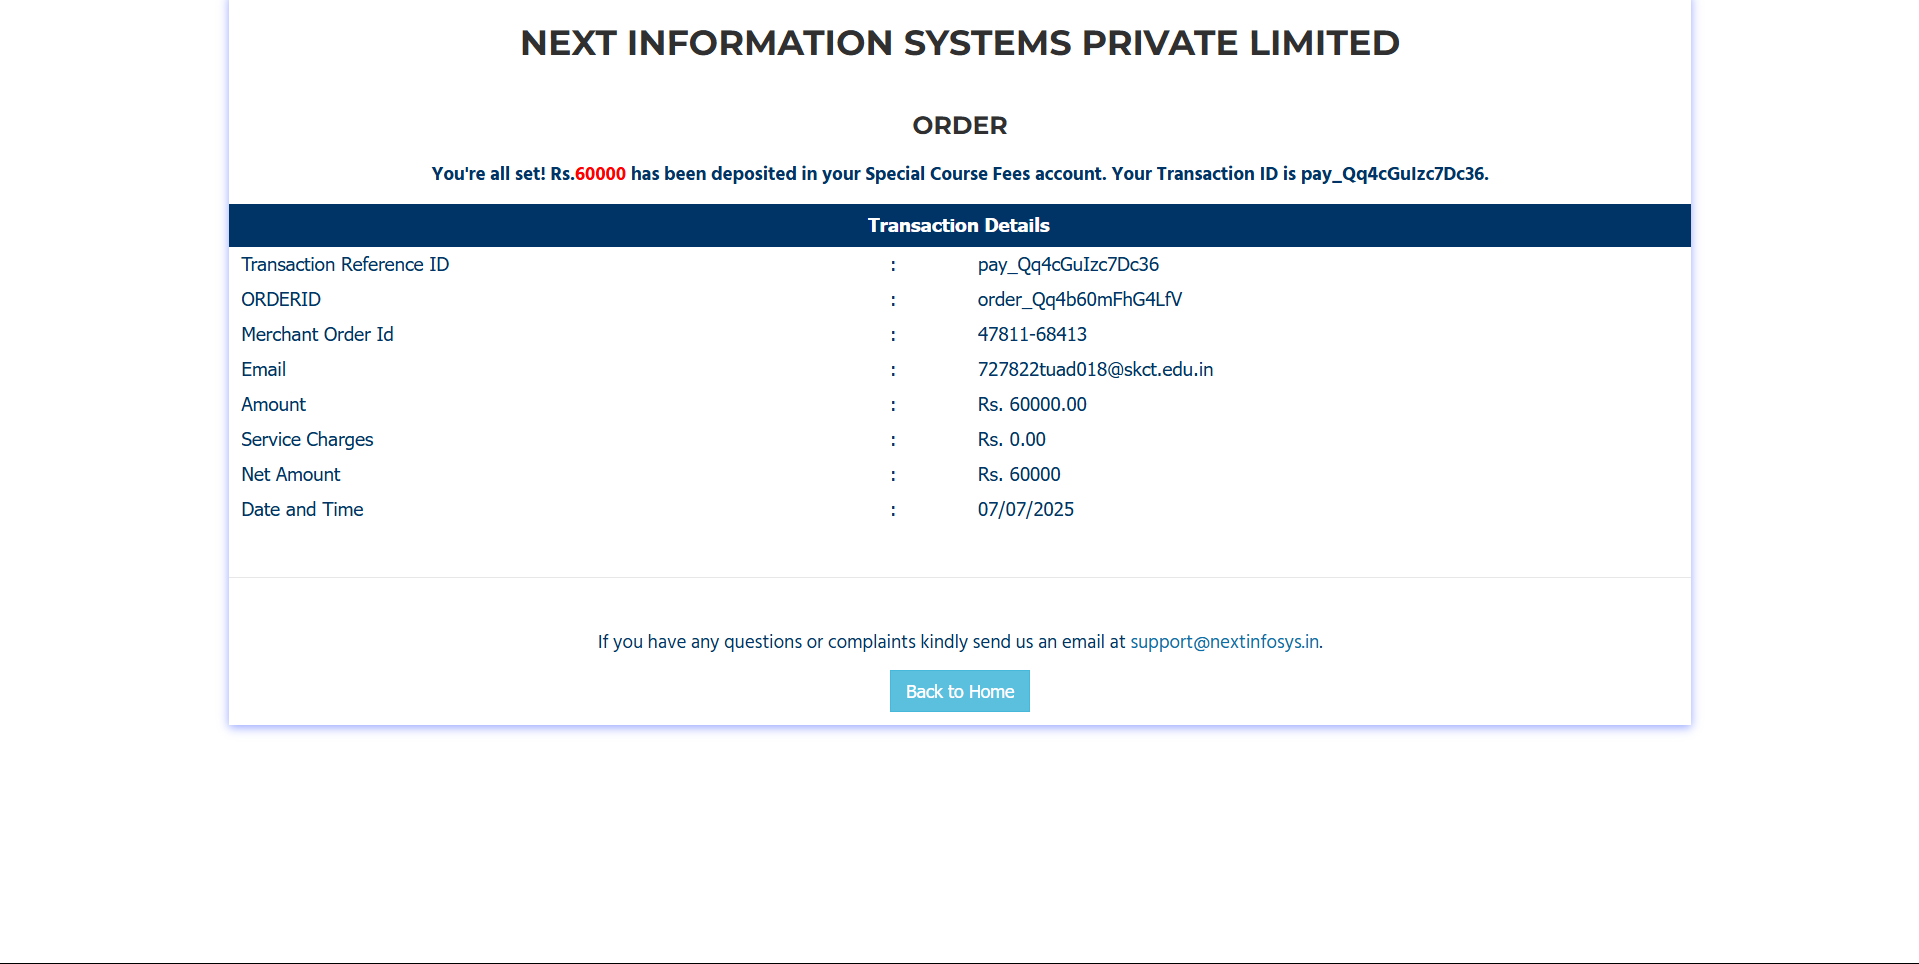 NEXT INFORMATION SYSTEMS PRIVATE LIMITED
ORDER
You're all set! Rs.60000 has been deposited in your Special Course Fees account. Your Transaction ID is pay_Qq4cGuIzc7Dc36.
Transaction Details
Transaction Reference ID : pay_Qq4cGuIzc7Dc36
ORDERID : order_Qq4b60mFhG4LfV
Merchant Order Id : 47811-68413
Email : 727822tuad018@skct.edu.in
Amount : Rs. 60000.00
Service Charges : Rs. 0.00
Net Amount : Rs. 60000
Date and Time : 07/07/2025
If you have any questions or complaints kindly send us an email at support@nextinfosys.in.
Back to Home